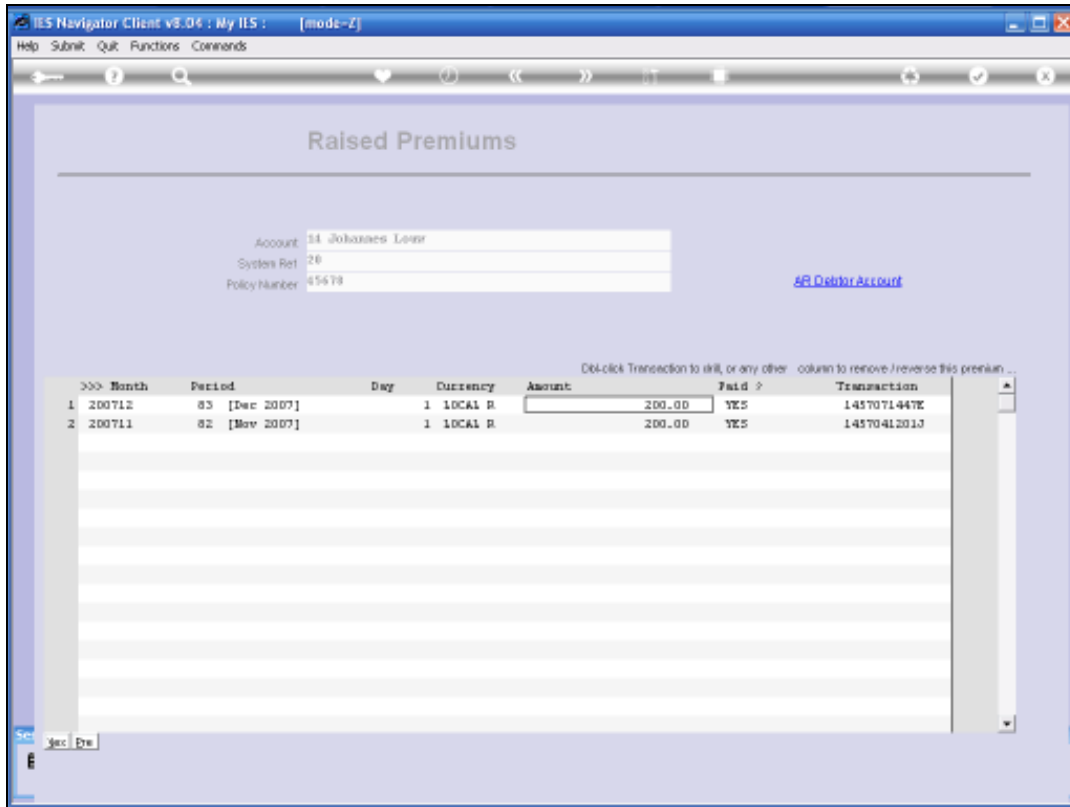 IES Navigator Client v8.04 : My IES : [mode=Z]
Help Submit Quit Functions Commands
Raised Premiums
Account 14 Johannes Louw
System Ref 20
Policy Number 45678
AR Debtor Account
Dbl-click Transaction to drill, or any other column to remove / reverse this premium ...
>>> Month Period Day Currency Amount Paid ? Transaction
1 200712 83 [Dec 2007] 1 LOCAL R 200.00 YES 1457071447K
2 200711 82 [Nov 2007] 1 LOCAL R 200.00 YES 1457041201J
Nex Pre